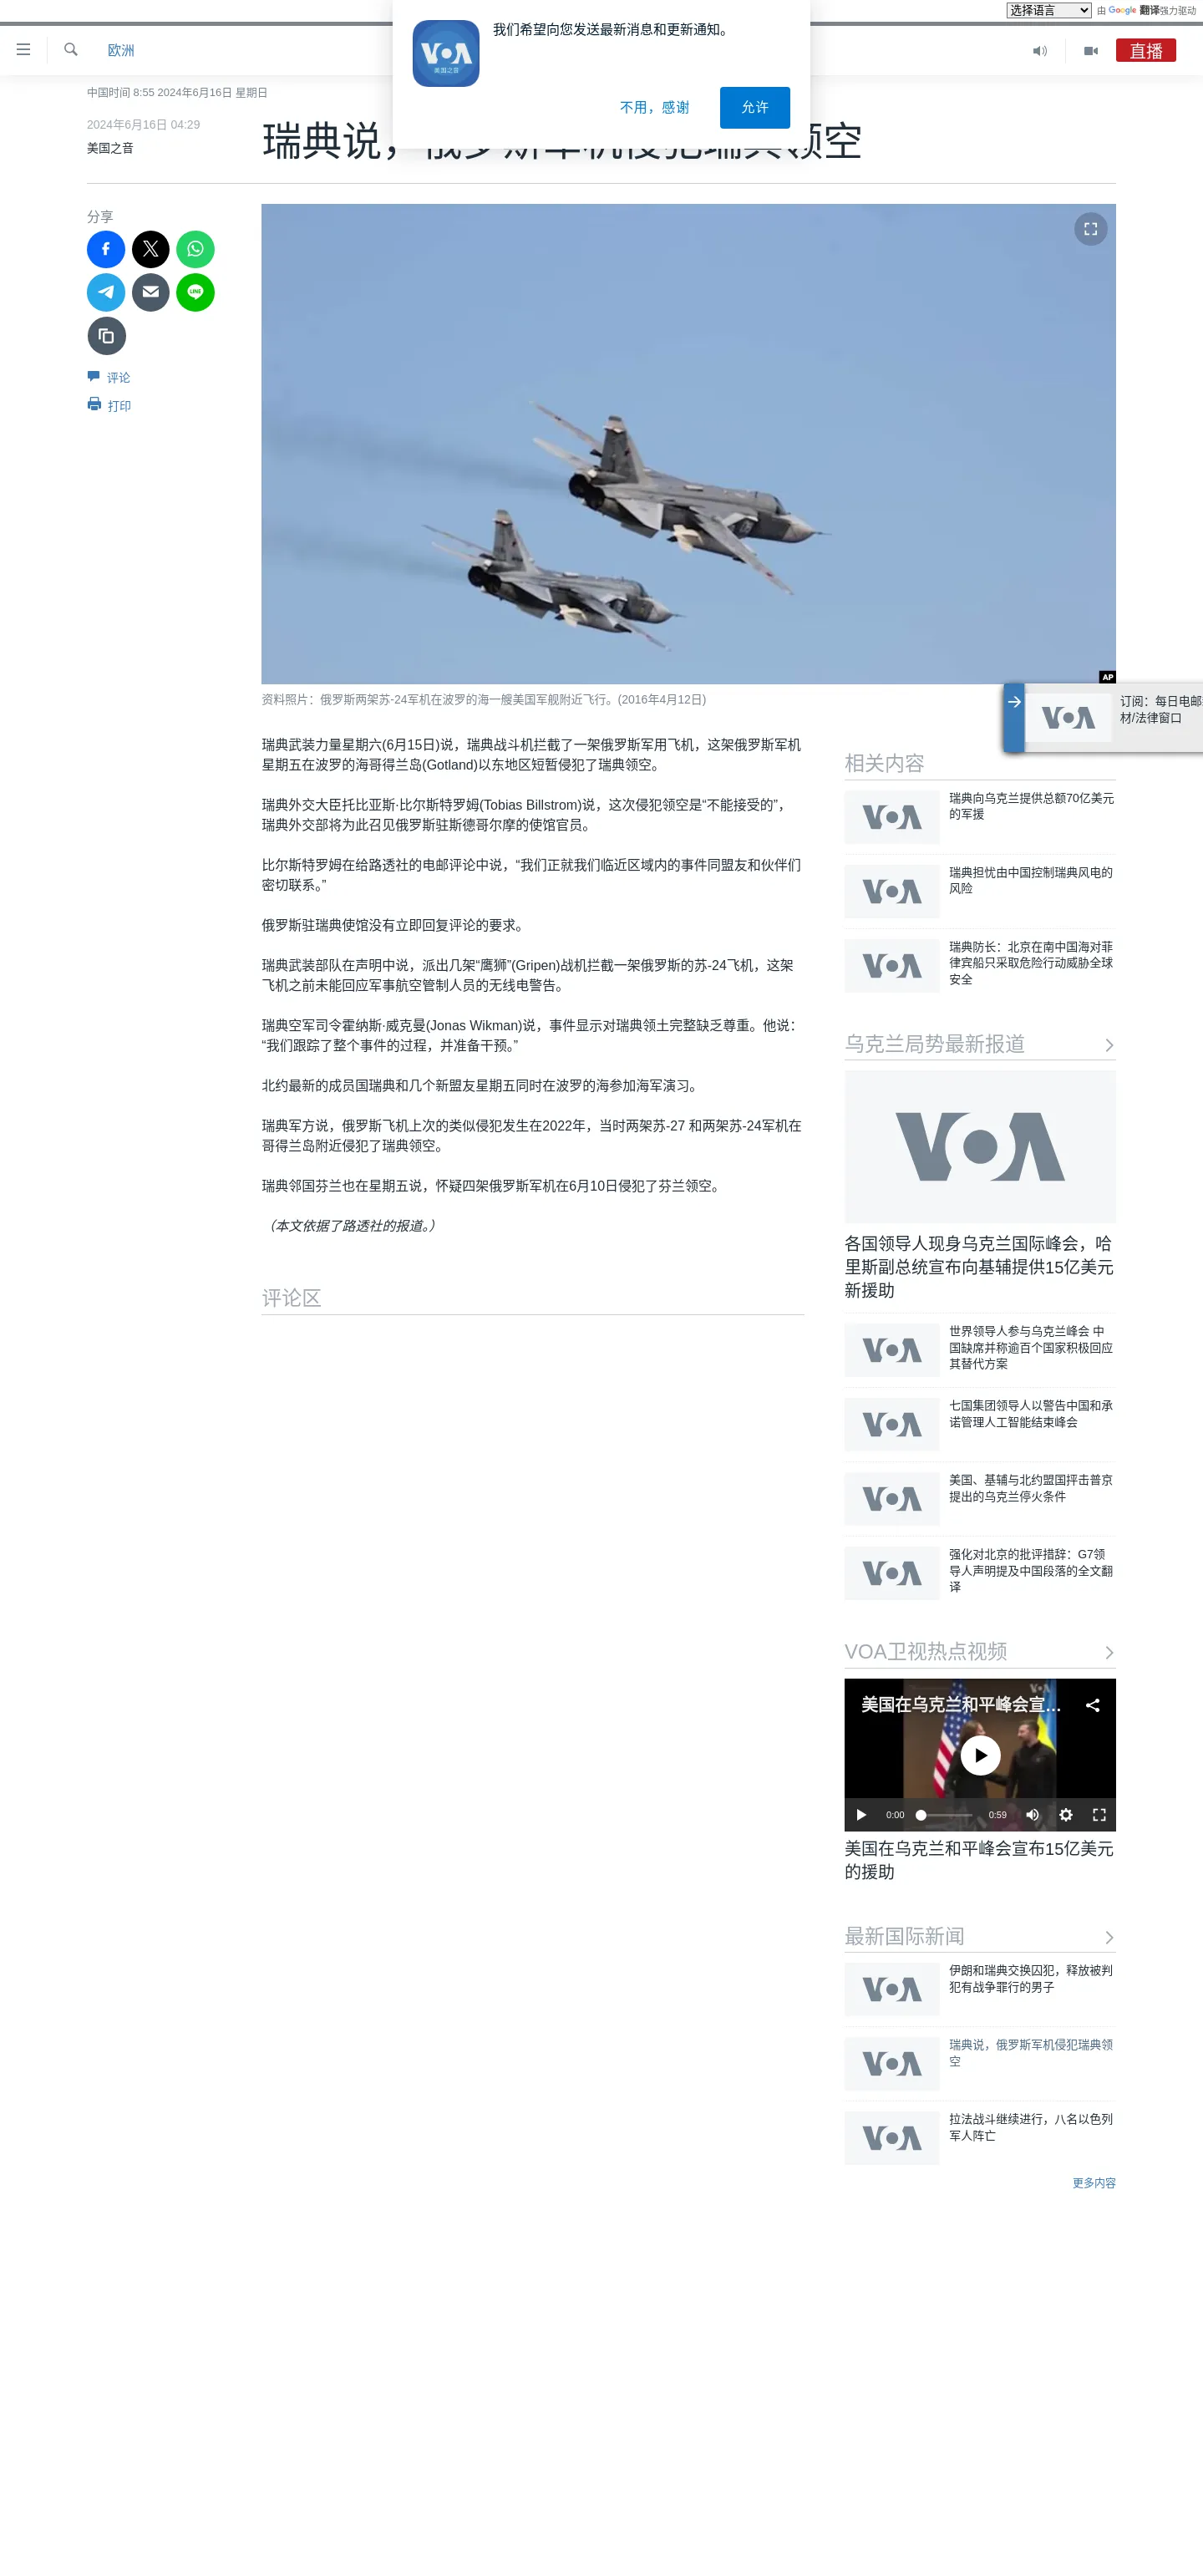 选择语言
由 Google 翻译强力驱动
我们希望向您发送最新消息和更新通知。
VOA
美国之音
不用，感谢
允许
欧洲
直播
中国时间 8:55 2024年6月16日 星期日
2024年6月16日 04:29
美国之音
瑞典说，俄罗斯军机侵犯瑞典领空
分享
LINE
评论
打印
AP
资料照片：俄罗斯两架苏-24军机在波罗的海一艘美国军舰附近飞行。(2016年4月12日)
VOA
订阅：每日电邮
材/法律窗口
瑞典武装力量星期六(6月15日)说，瑞典战斗机拦截了一架俄罗斯军用飞机，这架俄罗斯军机
星期五在波罗的海哥得兰岛(Gotland)以东地区短暂侵犯了瑞典领空。
瑞典外交大臣托比亚斯·比尔斯特罗姆(Tobias Billstrom)说，这次侵犯领空是“不能接受的”，
瑞典外交部将为此召见俄罗斯驻斯德哥尔摩的使馆官员。
比尔斯特罗姆在给路透社的电邮评论中说，“我们正就我们临近区域内的事件同盟友和伙伴们
密切联系。”
俄罗斯驻瑞典使馆没有立即回复评论的要求。
瑞典武装部队在声明中说，派出几架“鹰狮”(Gripen)战机拦截一架俄罗斯的苏-24飞机，这架
飞机之前未能回应军事航空管制人员的无线电警告。
瑞典空军司令霍纳斯·威克曼(Jonas Wikman)说，事件显示对瑞典领土完整缺乏尊重。他说：
“我们跟踪了整个事件的过程，并准备干预。”
北约最新的成员国瑞典和几个新盟友星期五同时在波罗的海参加海军演习。
瑞典军方说，俄罗斯飞机上次的类似侵犯发生在2022年，当时两架苏-27 和两架苏-24军机在
哥得兰岛附近侵犯了瑞典领空。
瑞典邻国芬兰也在星期五说，怀疑四架俄罗斯军机在6月10日侵犯了芬兰领空。
（本文依据了路透社的报道。）
评论区
相关内容
VOA
瑞典向乌克兰提供总额70亿美元
的军援
VOA
瑞典担忧由中国控制瑞典风电的
风险
VOA
瑞典防长：北京在南中国海对菲
律宾船只采取危险行动威胁全球
安全
乌克兰局势最新报道
VOA
各国领导人现身乌克兰国际峰会，哈
里斯副总统宣布向基辅提供15亿美元
新援助
VOA
世界领导人参与乌克兰峰会 中
国缺席并称逾百个国家积极回应
其替代方案
VOA
七国集团领导人以警告中国和承
诺管理人工智能结束峰会
VOA
美国、基辅与北约盟国抨击普京
提出的乌克兰停火条件
VOA
强化对北京的批评措辞：G7领
导人声明提及中国段落的全文翻
译
VOA卫视热点视频
VOA
美国在乌克兰和平峰会宣...
0:00
0:59
美国在乌克兰和平峰会宣布15亿美元
的援助
最新国际新闻
VOA
伊朗和瑞典交换囚犯，释放被判
犯有战争罪行的男子
VOA
瑞典说，俄罗斯军机侵犯瑞典领
空
VOA
拉法战斗继续进行，八名以色列
军人阵亡
更多内容